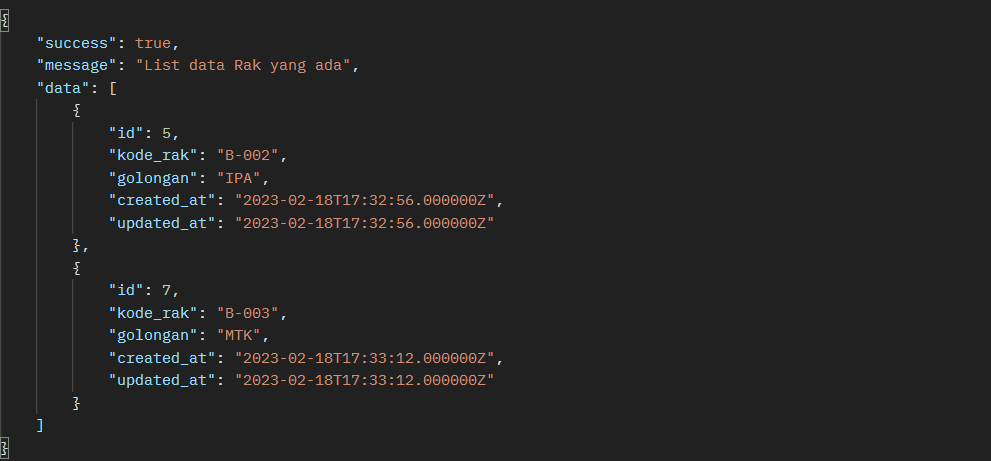 {
    "success": true,
    "message": "List data Rak yang ada",
    "data": [
        {
            "id": 5,
            "kode_rak": "B-002",
            "golongan": "IPA",
            "created_at": "2023-02-18T17:32:56.000000Z",
            "updated_at": "2023-02-18T17:32:56.000000Z"
        },
        {
            "id": 7,
            "kode_rak": "B-003",
            "golongan": "MTK",
            "created_at": "2023-02-18T17:33:12.000000Z",
            "updated_at": "2023-02-18T17:33:12.000000Z"
        }
    ]
}